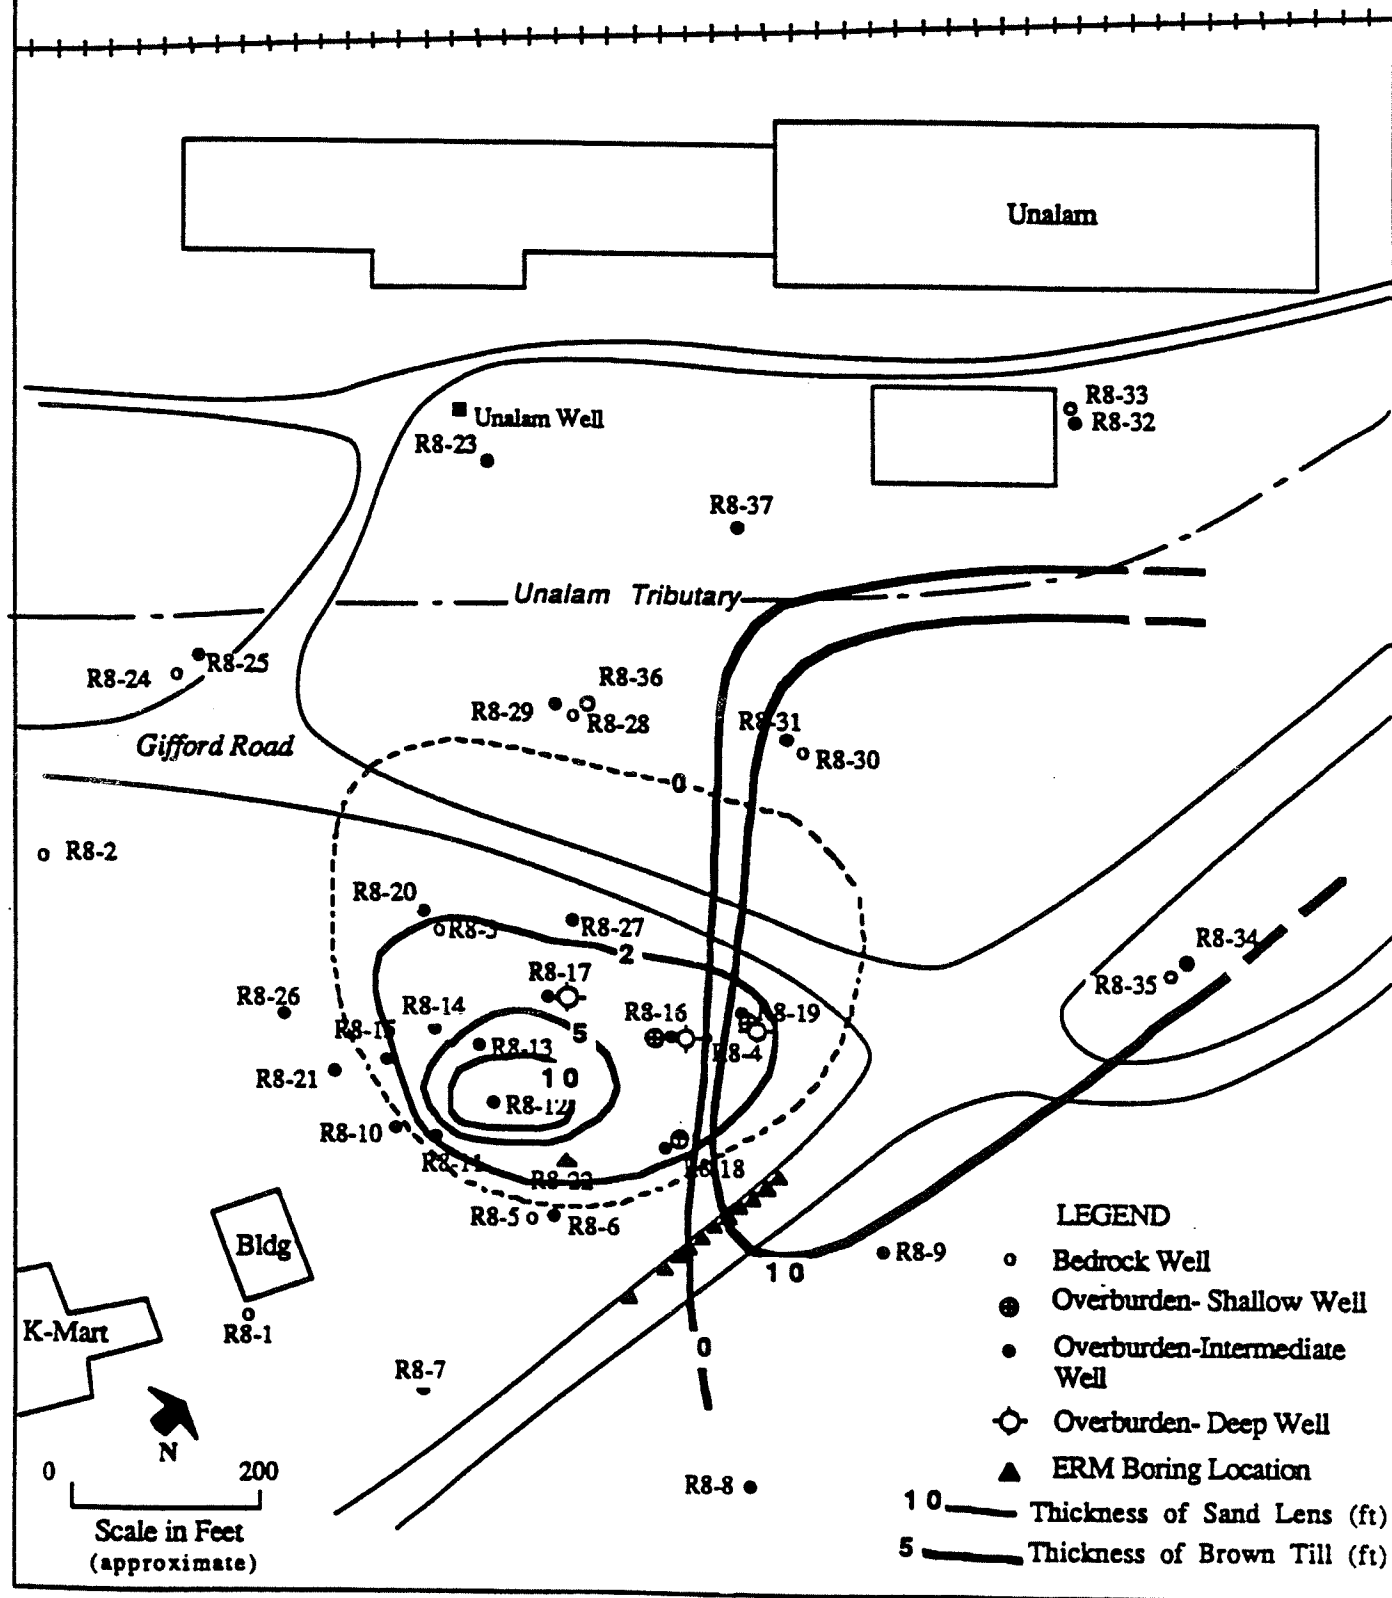 Unalam
R8-33
R8-32
Unalam Well
R8-23
R8-37
Unalam Tributary
R8-25
R8-24
R8-36
R8-29
R8-28
R8-31
R8-30
Gifford Road
0
R8-2
R8-20
R8-27
2
R8-34
R8-35
R8-17
R8-26
R8-14
R8-16
R8-19
R8-15
5
R8-13
R8-4
R8-21
10
R8-12
R8-10
R8-11
R8-18
R8-22
R8-5
R8-6
R8-9
Bldg
10
K-Mart
R8-1
0
R8-7
N
R8-8
0 200
Scale in Feet
(approximate)
LEGEND
Bedrock Well
Overburden- Shallow Well
Overburden-Intermediate
Well
Overburden- Deep Well
ERM Boring Location
10 Thickness of Sand Lens (ft)
5 Thickness of Brown Till (ft)